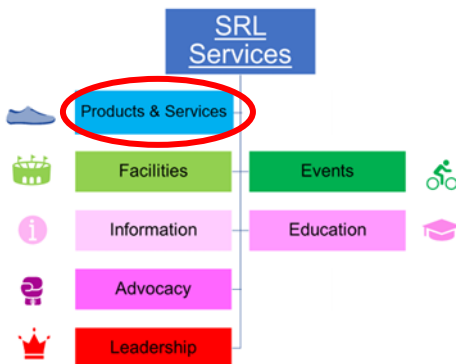 SRL
Services
Products & Services
Facilities
Events
Information
Education
Advocacy
Leadership